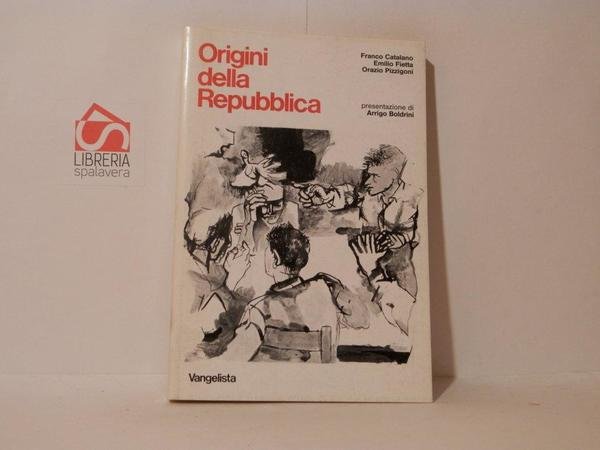 Origini
della
Repubblica
Franco Catalano
Emilio Fietta
Orazio Pizzigoni
presentazione di
Arrigo Boldrini
LIBRERIA
spalavera
Vangelista